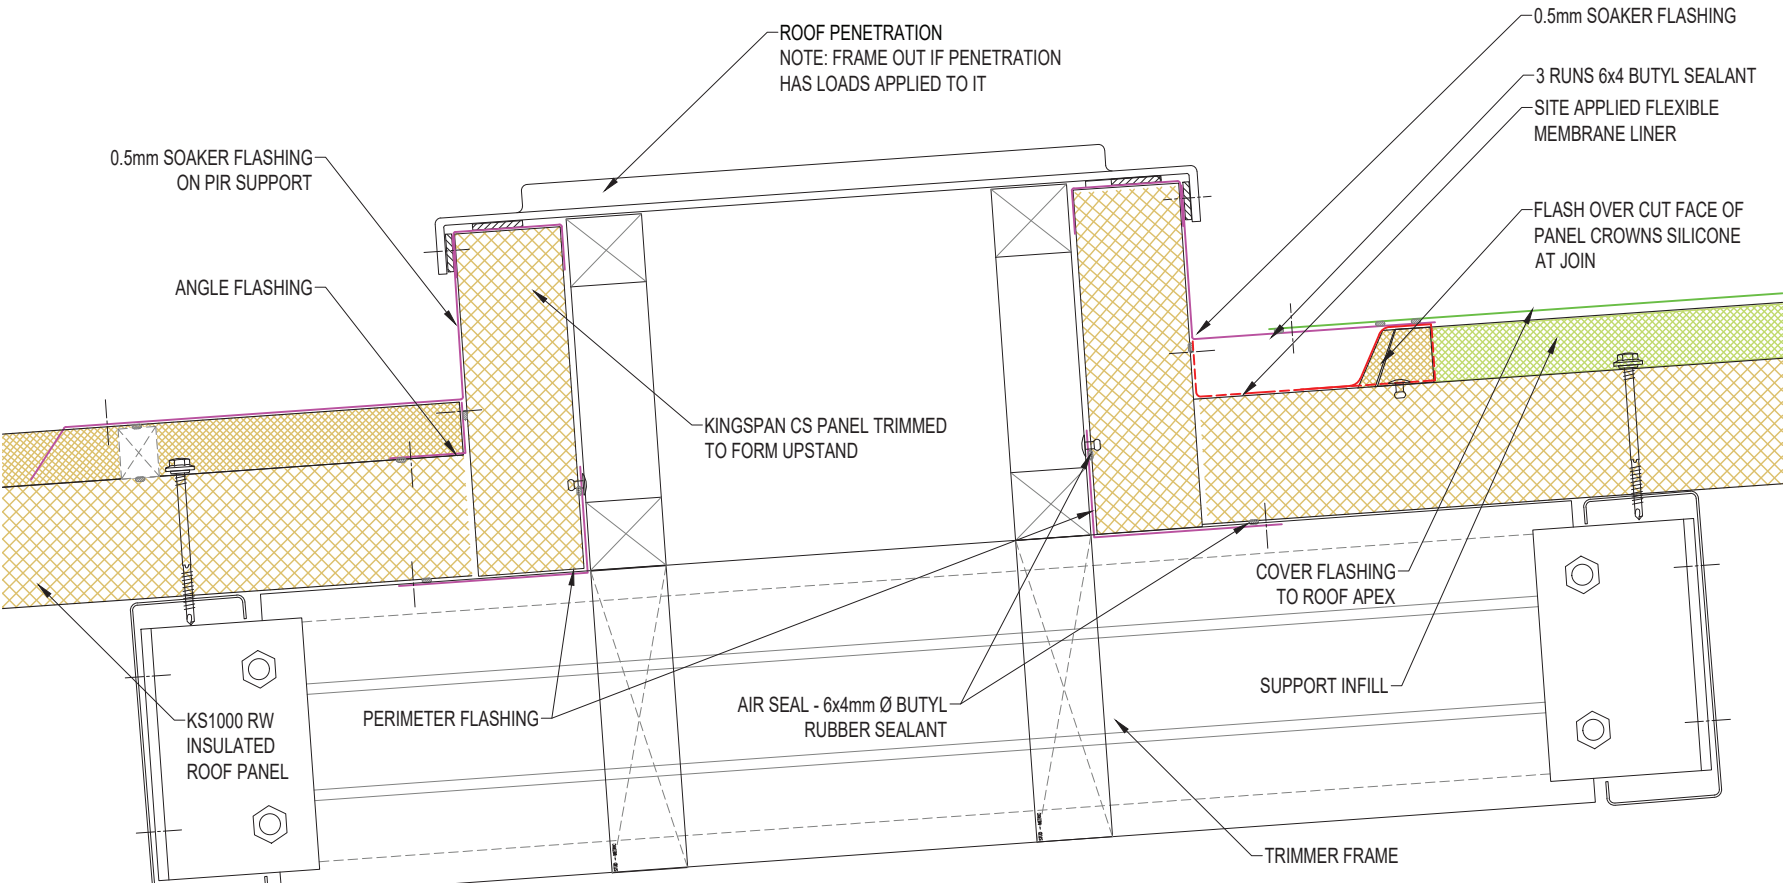 ROOF PENETRATION
NOTE: FRAME OUT IF PENETRATION
HAS LOADS APPLIED TO IT
0.5mm SOAKER FLASHING
3 RUNS 6x4 BUTYL SEALANT
SITE APPLIED FLEXIBLE
MEMBRANE LINER
0.5mm SOAKER FLASHING
ON PIR SUPPORT
FLASH OVER CUT FACE OF
PANEL CROWNS SILICONE
AT JOIN
ANGLE FLASHING
KINGSPAN CS PANEL TRIMMED
TO FORM UPSTAND
COVER FLASHING
TO ROOF APEX
SUPPORT INFILL
KS1000 RW
INSULATED
ROOF PANEL
PERIMETER FLASHING
AIR SEAL - 6x4mm Ø BUTYL
RUBBER SEALANT
TRIMMER FRAME